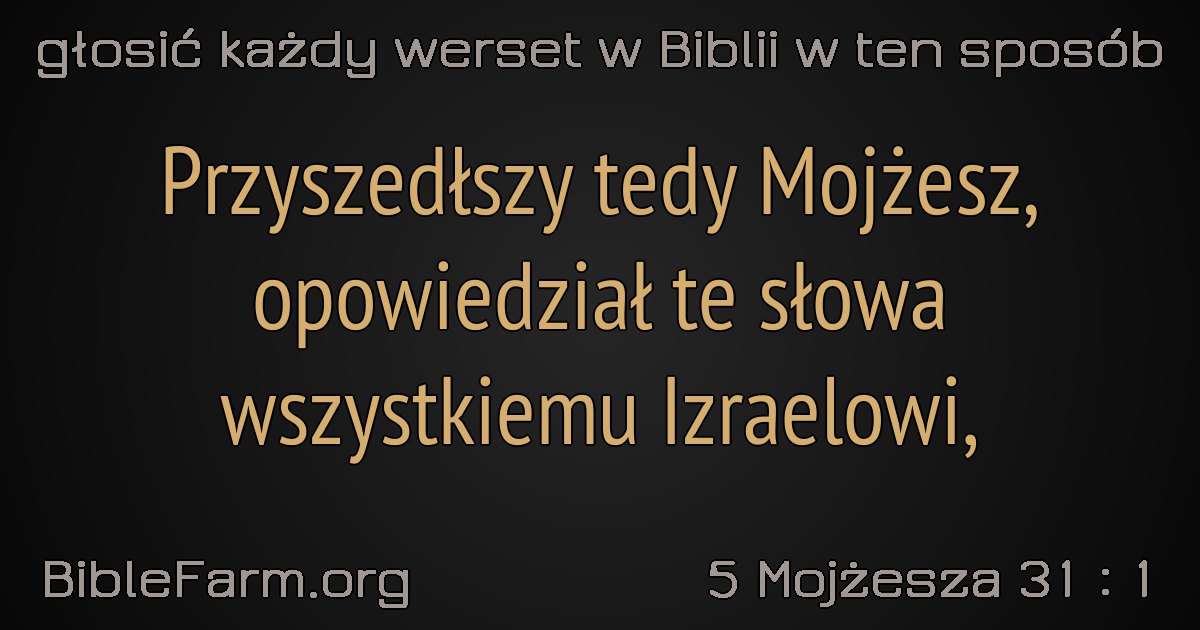 głosić każdy werset w Biblii w ten sposób
Przyszedłszy tedy Mojżesz,
opowiedział te słowa
wszystkiemu Izraelowi,
BibleFarm.org
5 Mojżesza 31 : 1